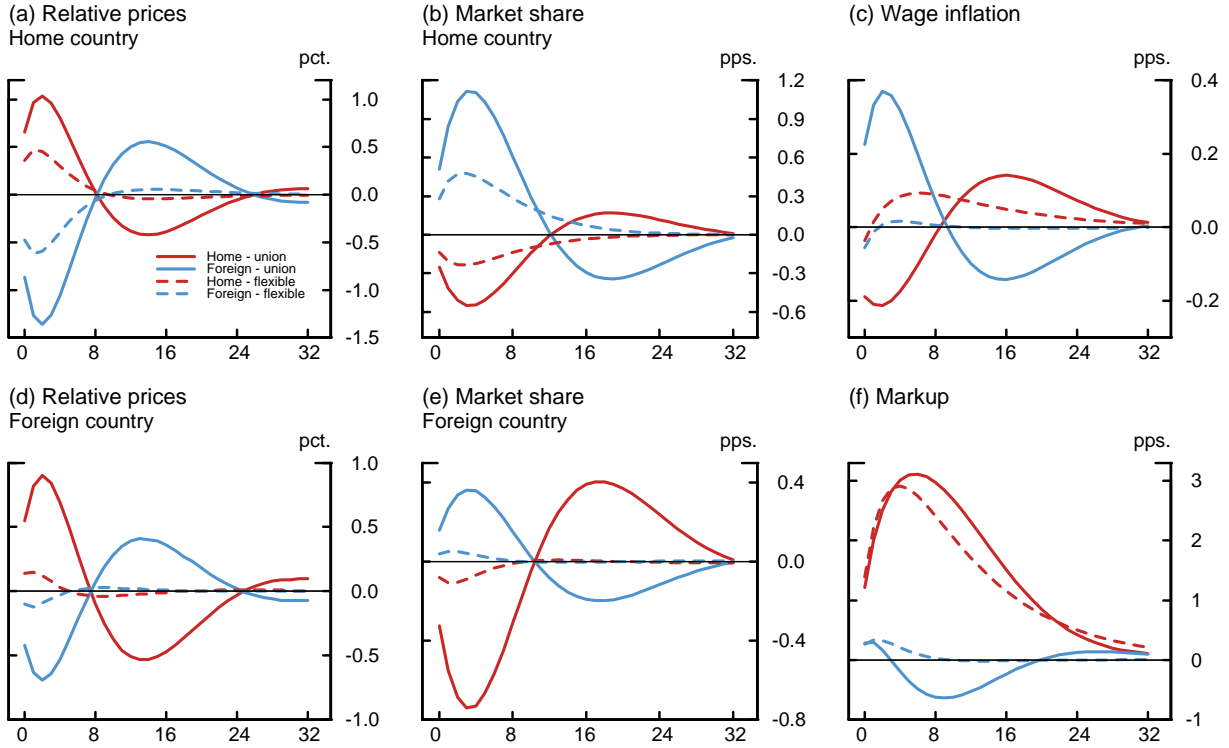 (a) Relative prices
Home country
pct.
1.0
0.5
0.0
-0.5
-1.0
-1.5
0 8 16 24 32
Home - union
Foreign - union
Home - flexible
Foreign - flexible
(b) Market share
Home country
pps.
1.2
0.9
0.6
0.3
0.0
-0.3
-0.6
0 8 16 24 32
(c) Wage inflation
pps.
0.4
0.2
0.0
-0.2
0 8 16 24 32
(d) Relative prices
Foreign country
pct.
1.0
0.5
0.0
-0.5
-1.0
0 8 16 24 32
(e) Market share
Foreign country
pps.
0.4
0.0
-0.4
-0.8
0 8 16 24 32
(f) Markup
pps.
3
2
1
0
-1
0 8 16 24 32